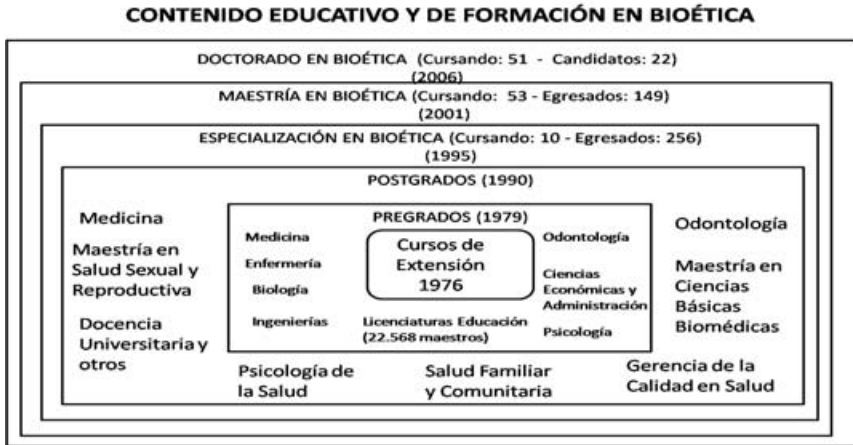 CONTENIDO EDUCATIVO Y DE FORMACIÓN EN BIOÉTICA
DOCTORADO EN BIOÉTICA (Cursando: 51 - Candidatos: 22)
(2006)
MAESTRÍA EN BIOÉTICA (Cursando: 53 - Egresados: 149)
(2001)
ESPECIALIZACIÓN EN BIOÉTICA (Cursando: 10 - Egresados: 256)
(1995)
POSTGRADOS (1990)
Medicina
Maestría en
Salud Sexual y
Reproductiva
Docencia
Universitaria y
otros
PREGRADOS (1979)
Medicina
Enfermería
Biología
Ingenierías
Cursos de
Extensión
1976
Licenciaturas Educación
(22.568 maestros)
Odontología
Ciencias
Económicas y
Administración
Psicología
Odontología
Maestría en
Ciencias
Básicas
Biomédicas
Psicología de
la Salud
Salud Familiar
y Comunitaria
Gerencia de la
Calidad en Salud